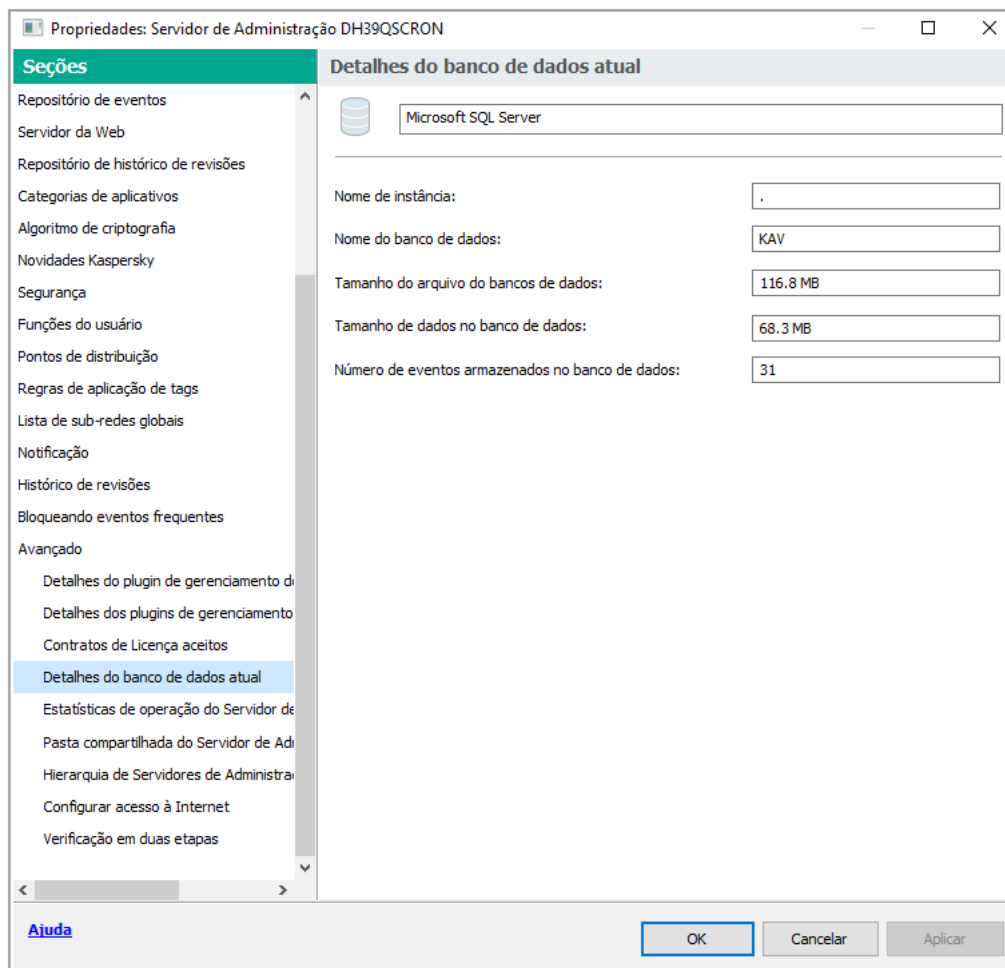 Propriedades: Servidor de Administração DH39QSCRON
Seções
Repositório de eventos
Servidor da Web
Repositório de histórico de revisões
Categorias de aplicativos
Algoritmo de criptografia
Novidades Kaspersky
Segurança
Funções do usuário
Pontos de distribuição
Regras de aplicação de tags
Lista de sub-redes globais
Notificação
Histórico de revisões
Bloqueando eventos frequentes
Avançado
Detalhes do plugin de gerenciamento d
Detalhes dos plugins de gerenciamento
Contratos de Licença aceitos
Detalhes do banco de dados atual
Estatísticas de operação do Servidor de
Pasta compartilhada do Servidor de Adı
Hierarquia de Servidores de Administra
Configurar acesso à Internet
Verificação em duas etapas
Detalhes do banco de dados atual
Microsoft SQL Server
Nome de instância: .
Nome do banco de dados: KAV
Tamanho do arquivo do bancos de dados: 116.8 MB
Tamanho de dados no banco de dados: 68.3 MB
Número de eventos armazenados no banco de dados: 31
Ajuda
OK Cancelar Aplicar